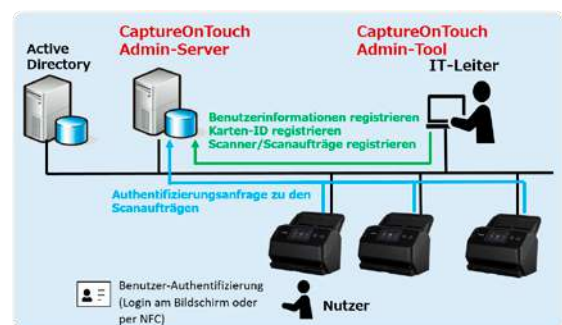 CaptureOnTouch
Admin-Server
CaptureOnTouch
Admin-Tool
Active
Directory
IT-Leiter
Benutzerinformationen registrieren
Karten-ID registrieren
Scanner/Scanaufträge registrieren
Authentifizierungsanfrage zu den
Scanaufträgen
Benutzer-Authentifizierung
(Login am Bildschirm oder
per NFC)
Nutzer